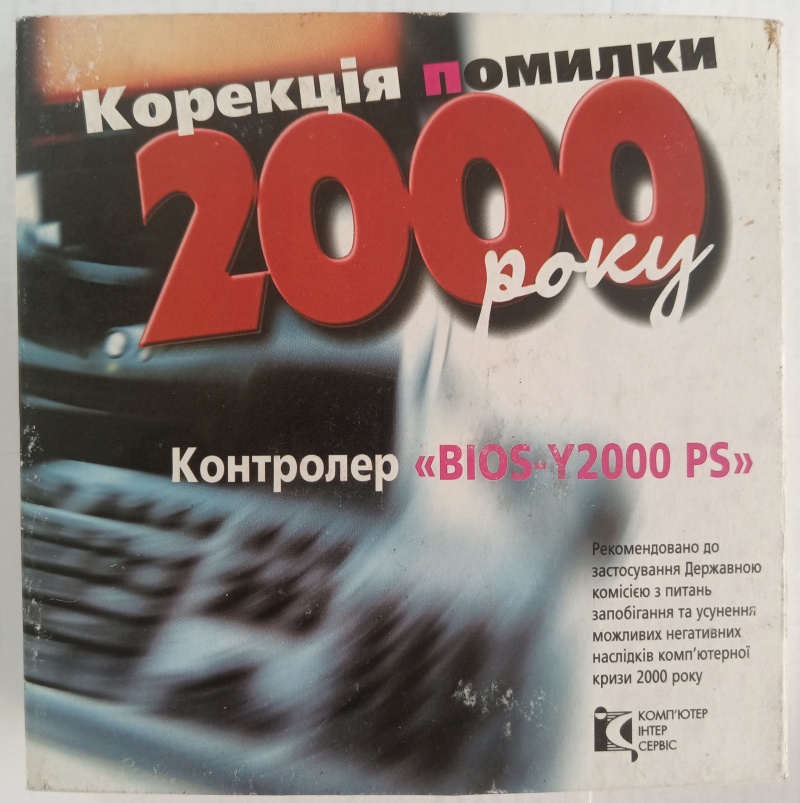 Корекція помилки
2000
року
Контролер «BIOS-Y2000 PS»
Рекомендовано до
застосування Державною
комісією з питань
запобігання та усунення
можливих негативних
наслідків комп'ютерної
кризи 2000 року
КОМП'ЮТЕР
ІНТЕР
СЕРВІС